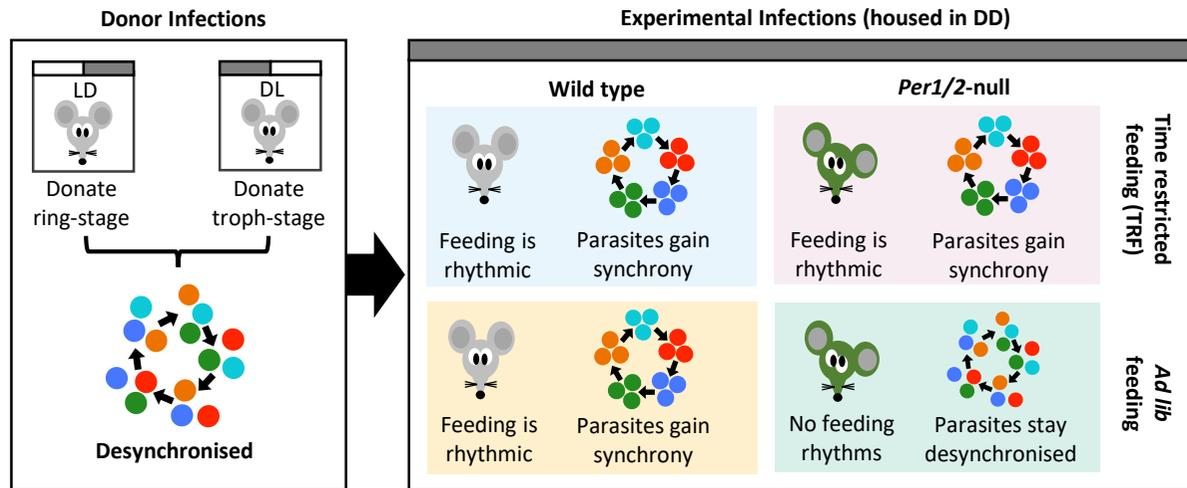 Donor Infections
LD
DL
Donate
ring-stage
Donate
troph-stage
Desynchronised
Experimental Infections (housed in DD)
Wild type
Per1/2-null
Feeding is
rhythmic
Parasites gain
synchrony
Feeding is
rhythmic
Parasites gain
synchrony
Time restricted
feeding (TRF)
Feeding is
rhythmic
Parasites gain
synchrony
No feeding
rhythms
Parasites stay
desynchronised
Ad lib
feeding